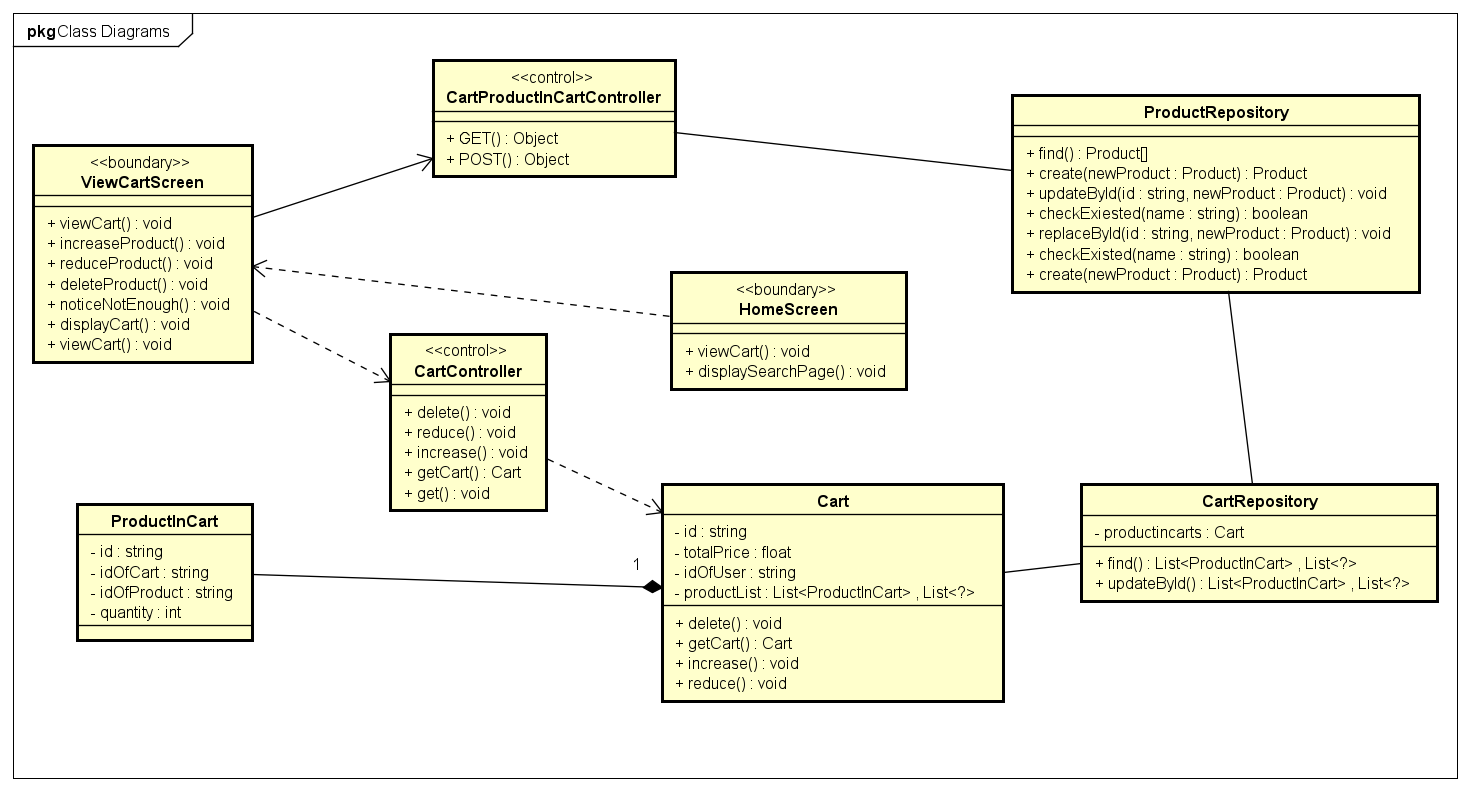 pkg Class Diagrams
<<control>>
CartProductInCartController
+ GET() : Object
+ POST() : Object
ProductRepository
+ find() : Product[]
+ create(newProduct : Product) : Product
+ updateById(id : string, newProduct : Product) : void
+ checkExiested(name : string) : boolean
+ replaceById(id : string, newProduct : Product) : void
+ checkExisted(name : string) : boolean
+ create(newProduct : Product) : Product
<<boundary>>
ViewCartScreen
+ viewCart() : void
+ increaseProduct() : void
+ reduceProduct() : void
+ deleteProduct() : void
+ noticeNotEnough() : void
+ displayCart() : void
+ viewCart() : void
<<boundary>>
HomeScreen
+ viewCart() : void
+ displaySearchPage() : void
<<control>>
CartController
+ delete() : void
+ reduce() : void
+ increase() : void
+ getCart() : Cart
+ get() : void
ProductInCart
- id : string
- idOfCart : string
- idOfProduct : string
- quantity : int
1
Cart
- id : string
- totalPrice : float
- idOfUser : string
- productList : List<ProductInCart> , List<?>
+ delete() : void
+ getCart() : Cart
+ increase() : void
+ reduce() : void
CartRepository
- productincarts : Cart
+ find() : List<ProductInCart> , List<?>
+ updateById() : List<ProductInCart> , List<?>